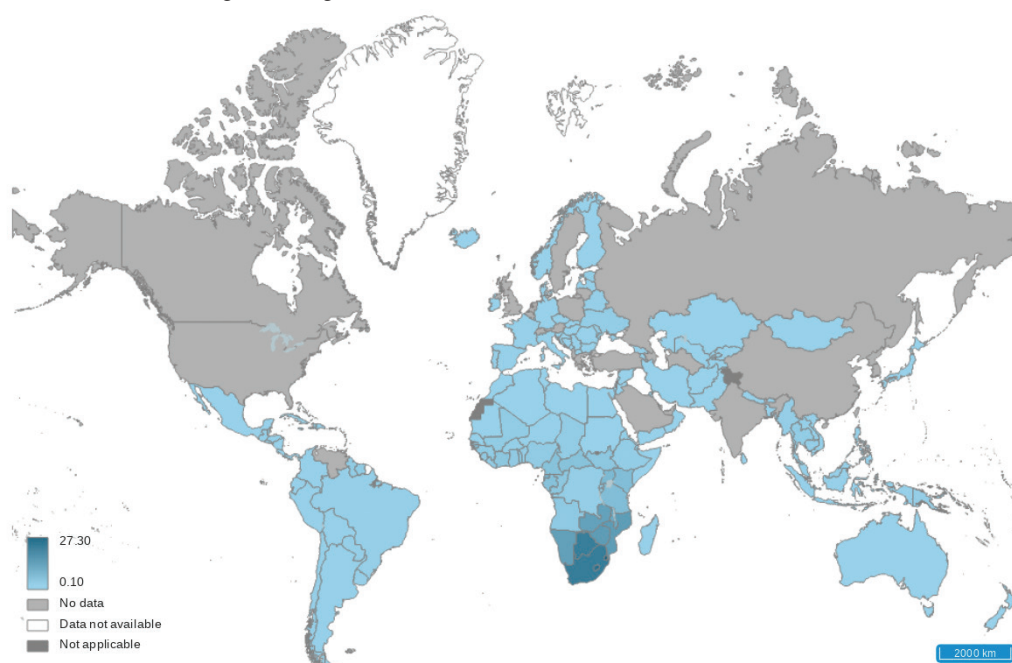 27.30
0.10
No data
Data not available
Not applicable
2000 km